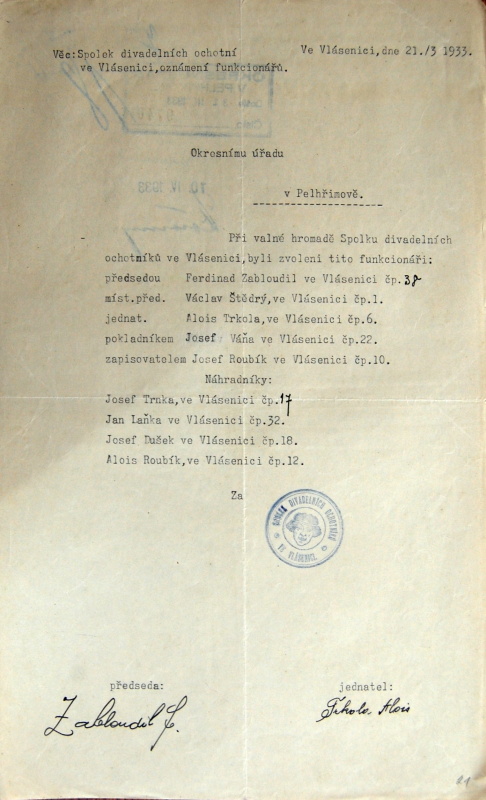 Věc:Spolek divadelních ochotní
ve Vlásenici,oznámení funkcionářů.
Ve Vlásenici,dne 21./3 1933.
Okresnímu úřadu
v Pelhřimově.
Při valné hromadě Spolku divadelních
ochotníků ve Vlásenici,byli zvoleni tito funkcionáři:
předsedou Ferdinad Zabloudil ve Vlásenici čp.38
míst.před. Václav Štědrý,ve Vlásenici čp.1.
jednat. Alois Trkola,ve Vlásenici čp.6.
pokladníkem Josef Váňa ve Vlásenici čp.22.
zapisovatelem Josef Roubík ve Vlásenici čp.10.
Náhradníky:
Josef Trnka,ve Vlásenici čp.17
Jan Laňka ve Vlásenici čp.32.
Josef Dušek ve Vlásenici čp.18.
Alois Roubík,ve Vlásenici čp.12.
Za
SPOLEK DIVADELNÍCH OCHOTNÍKŮ
VE VLÁSENICI
předseda:
jednatel:
Zabloudil F.
Trkola Alois
21